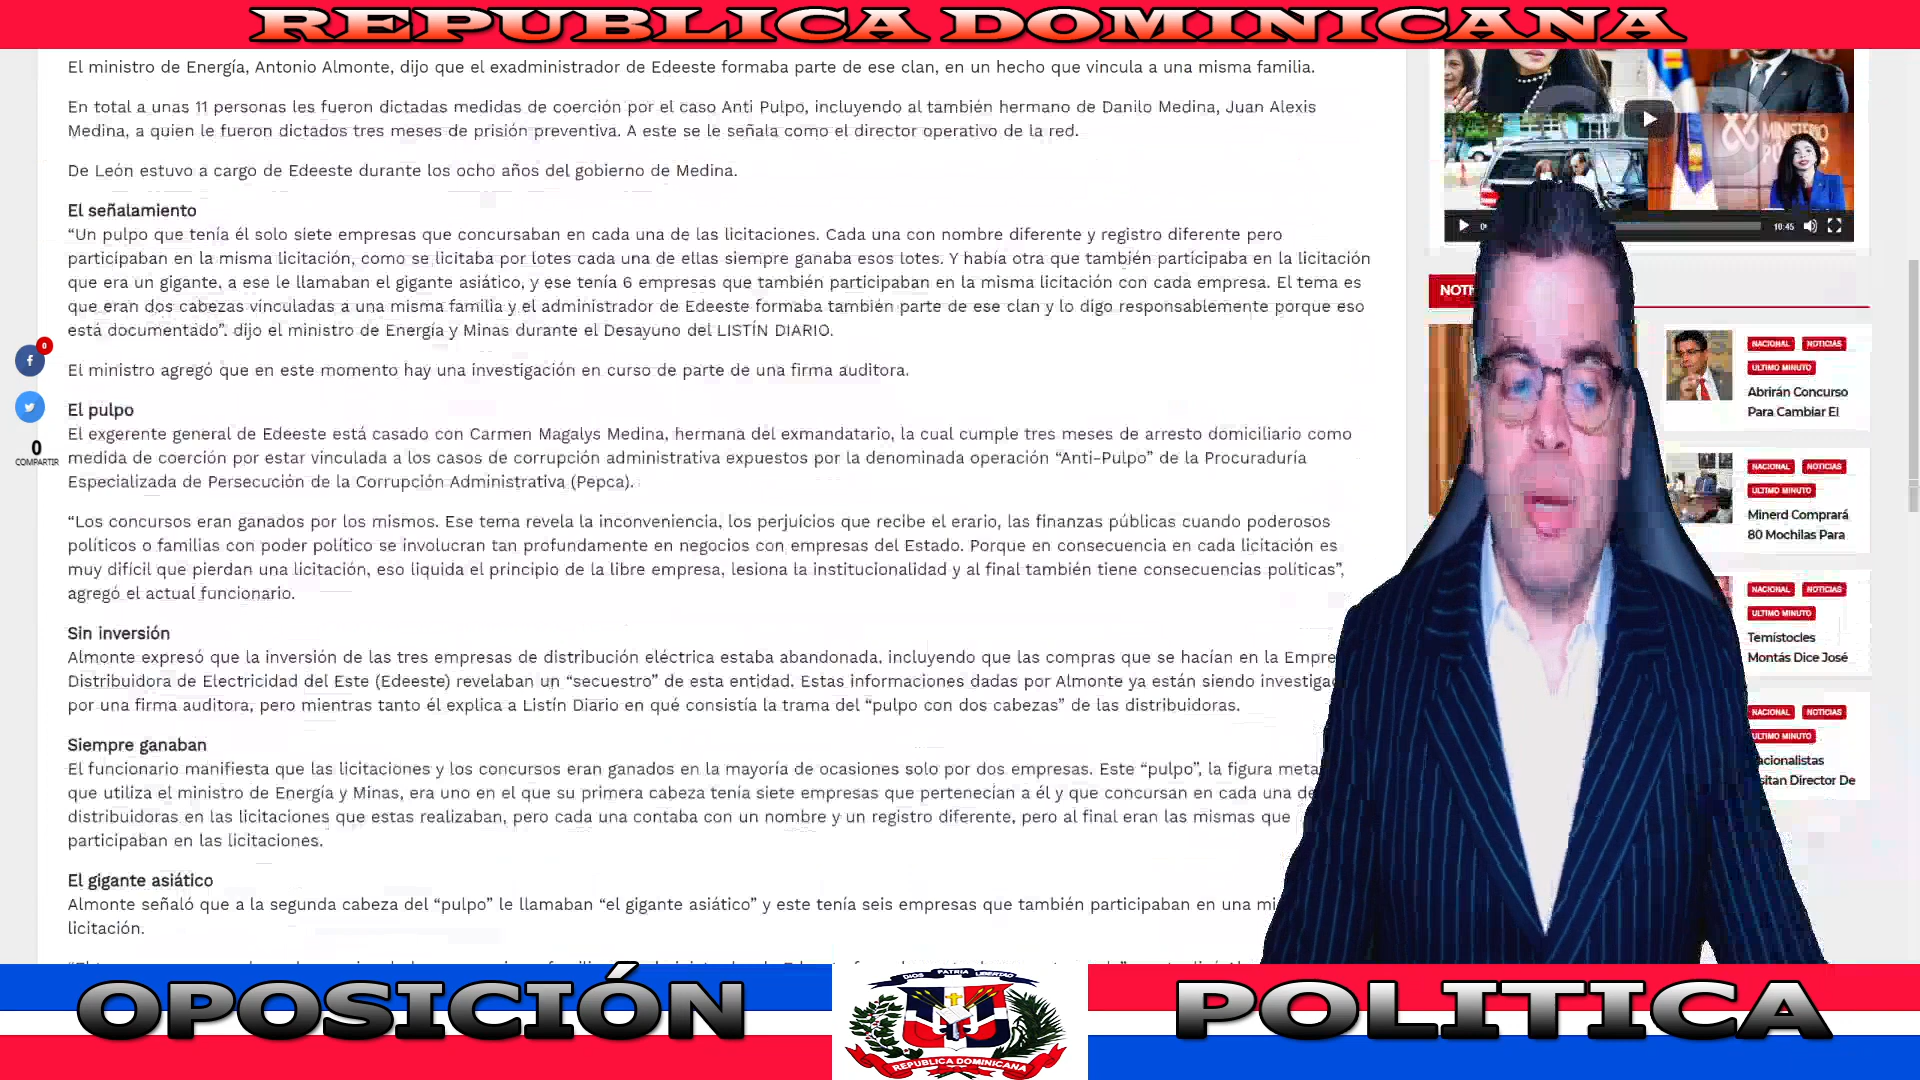 REPUBLICA DOMINICANA
El ministro de Energía, Antonio Almonte, dijo que el exadministrador de Edeeste formaba parte de ese clan, en un hecho que vincula a una misma familia.
En total a unas 11 personas les fueron dictadas medidas de coerción por el caso Anti Pulpo, incluyendo al también hermano de Danilo Medina, Juan Alexis
Medina, a quien le fueron dictados tres meses de prisión preventiva. A este se le señala como el director operativo de la red.
De León estuvo a cargo de Edeeste durante los ocho años del gobierno de Medina.
El señalamiento
“Un pulpo que tenía él solo siete empresas que concursaban en cada una de las licitaciones. Cada una con nombre diferente y registro diferente pero
participaban en la misma licitación, como se licitaba por lotes cada una de ellas siempre ganaba esos lotes. Y había otra que también participaba en la licitación
que era un gigante, a ese le llamaban el gigante asiático, y ese tenía 6 empresas que también participaban en la misma licitación con cada empresa. El tema es
que eran dos cabezas vinculadas a una misma familia y el administrador de Edeeste formaba también parte de ese clan y lo digo responsablemente porque eso
está documentado”. dijo el ministro de Energía y Minas durante el Desayuno del LISTÍN DIARIO.
El ministro agregó que en este momento hay una investigación en curso de parte de una firma auditora.
El pulpo
El exgerente general de Edeeste está casado con Carmen Magalys Medina, hermana del exmandatario, la cual cumple tres meses de arresto domiciliario como
medida de coerción por estar vinculada a los casos de corrupción administrativa expuestos por la denominada operación “Anti-Pulpo” de la Procuraduría
Especializada de Persecución de la Corrupción Administrativa (Pepca).
“Los concursos eran ganados por los mismos. Ese tema revela la inconveniencia, los perjuicios que recibe el erario, las finanzas públicas cuando poderosos
políticos o familias con poder político se involucran tan profundamente en negocios con empresas del Estado. Porque en consecuencia en cada licitación es
muy difícil que pierdan una licitación, eso liquida el principio de la libre empresa, lesiona la institucionalidad y al final también tiene consecuencias políticas”,
agregó el actual funcionario.
Sin inversión
Almonte expresó que la inversión de las tres empresas de distribución eléctrica estaba abandonada, incluyendo que las compras que se hacían en la Empre
Distribuidora de Electricidad del Este (Edeeste) revelaban un “secuestro” de esta entidad. Estas informaciones dadas por Almonte ya están siendo investiga
por una firma auditora, pero mientras tanto él explica a Listín Diario en qué consistía la trama del “pulpo con dos cabezas” de las distribuidoras.
Siempre ganaban
El funcionario manifiesta que las licitaciones y los concursos eran ganados en la mayoría de ocasiones solo por dos empresas. Este “pulpo”, la figura meta
que utiliza el ministro de Energía y Minas, era uno en el que su primera cabeza tenía siete empresas que pertenecían a él y que concursan en cada una de
distribuidoras en las licitaciones que estas realizaban, pero cada una contaba con un nombre y un registro diferente, pero al final eran las mismas que
participaban en las licitaciones.
El gigante asiático
Almonte señaló que a la segunda cabeza del “pulpo” le llamaban “el gigante asiático” y este tenía seis empresas que también participaban en una mi
licitación.
0
0
COMPARTIR
MINISTERIO
10:45
NOTI
NACIONAL NOTICIAS
ULTIMO MINUTO
Abrirán Concurso
Para Cambiar El
NACIONAL NOTICIAS
ULTIMO MINUTO
Minerd Comprará
80 Mochilas Para
NACIONAL NOTICIAS
ULTIMO MINUTO
Temístocles
Montás Dice José
NACIONAL NOTICIAS
ULTIMO MINUTO
acionalistas
sitan Director De
OPOSICIÓN
DIOS PATRIA LIBERTAD
REPUBLICA DOMINICANA
POLITICA